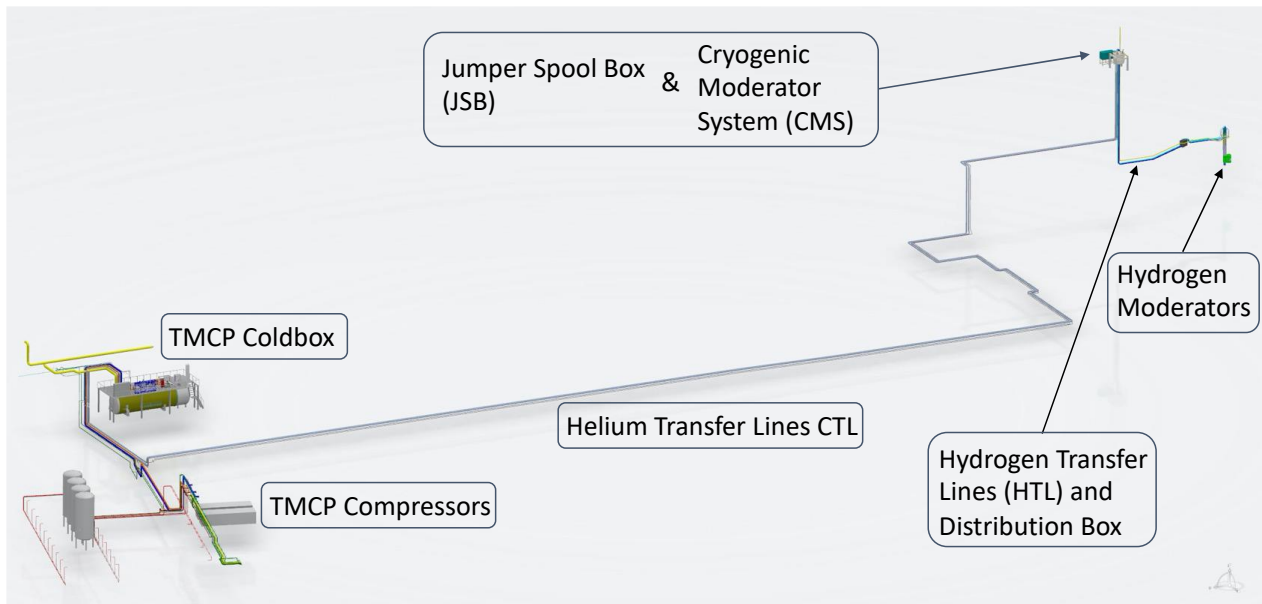 Jumper Spool Box
(JSB)
&
Cryogenic
Moderator
System (CMS)
Hydrogen
Moderators
TMCP Coldbox
Helium Transfer Lines CTL
Hydrogen Transfer
Lines (HTL) and
Distribution Box
TMCP Compressors